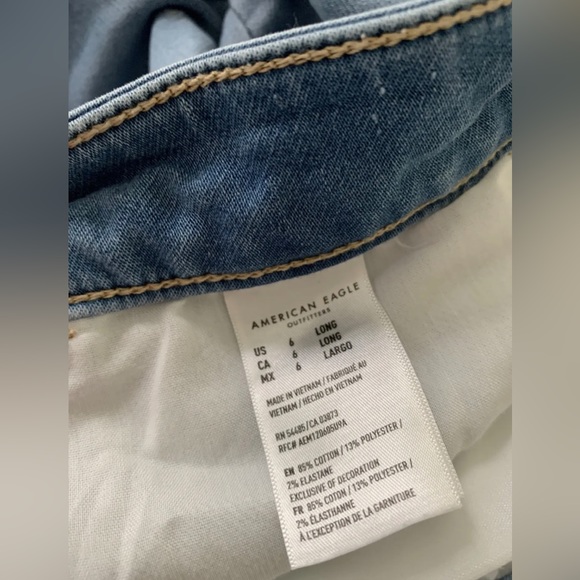 AMERICAN EAGLE
OUTFITTERS
US 6 LONG
CA 6 LONG
MX 6 LARGO
MADE IN VIETNAM / FABRIQUÉ AU
VIETNAM / HECHO EN VIETNAM
RN 54485 / CA 03873
RFC# AEM120605U9A
EN 85% COTTON / 13% POLYESTER /
2% ELASTANE
EXCLUSIVE OF DECORATION
FR 85% COTON / 13% POLYESTER /
2% ÉLASTHANNE
À L'EXCEPTION DE LA GARNITURE